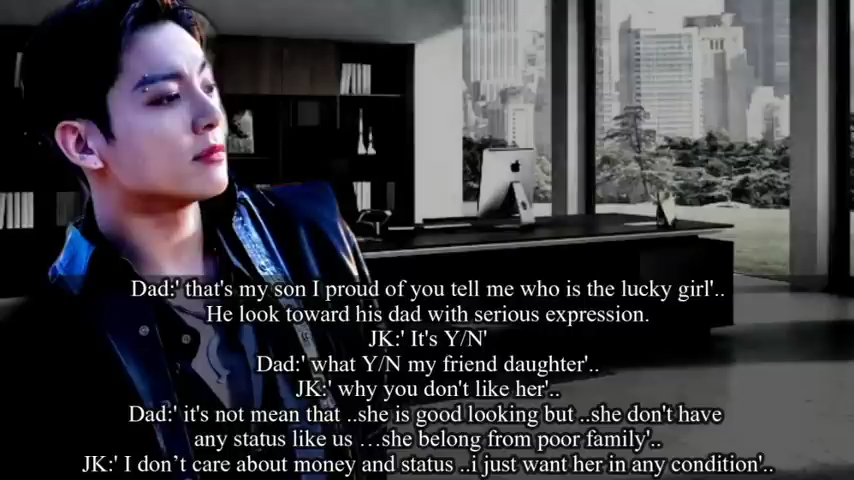 Dad:' that's my son I proud of you tell me who is the lucky girl'..
He look toward his dad with serious expression.
JK:' It's Y/N'
Dad:' what Y/N my friend daughter'..
JK:' why you don't like her'..
Dad:' it's not mean that ..she is good looking but ..she don't have
any status like us …she belong from poor family'..
JK:' I don’t care about money and status ..i just want her in any condition'..